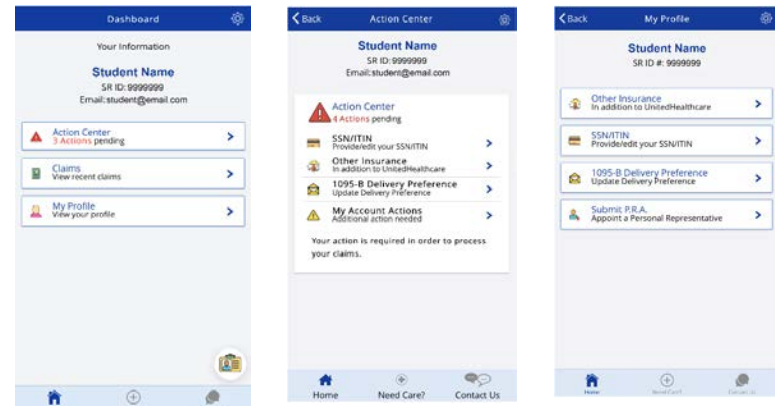 Dashboard
Your Information
Student Name
SR ID: 9999999
Email: student@email.com
Action Center
3 Actions pending
Claims
View recent claims
My Profile
View your profile
Back
Action Center
Student Name
SR ID: 9999999
Email: student@email.com
Action Center
4 Actions pending
SSN/ITIN
Provide/edit your SSN/ITIN
Other Insurance
In addition to UnitedHealthcare
1095-B Delivery Preference
Update Delivery Preference
My Account Actions
Additional action needed
Your action is required in order to process
your claims.
Home
Need Care?
Contact Us
Back
My Profile
Student Name
SR ID #: 9999999
Other Insurance
In addition to UnitedHealthcare
SSN/ITIN
Provide/edit your SSN/ITIN
1095-B Delivery Preference
Update Delivery Preference
Submit P.R.A.
Appoint a Personal Representative
Home
Need Care?
Contact Us